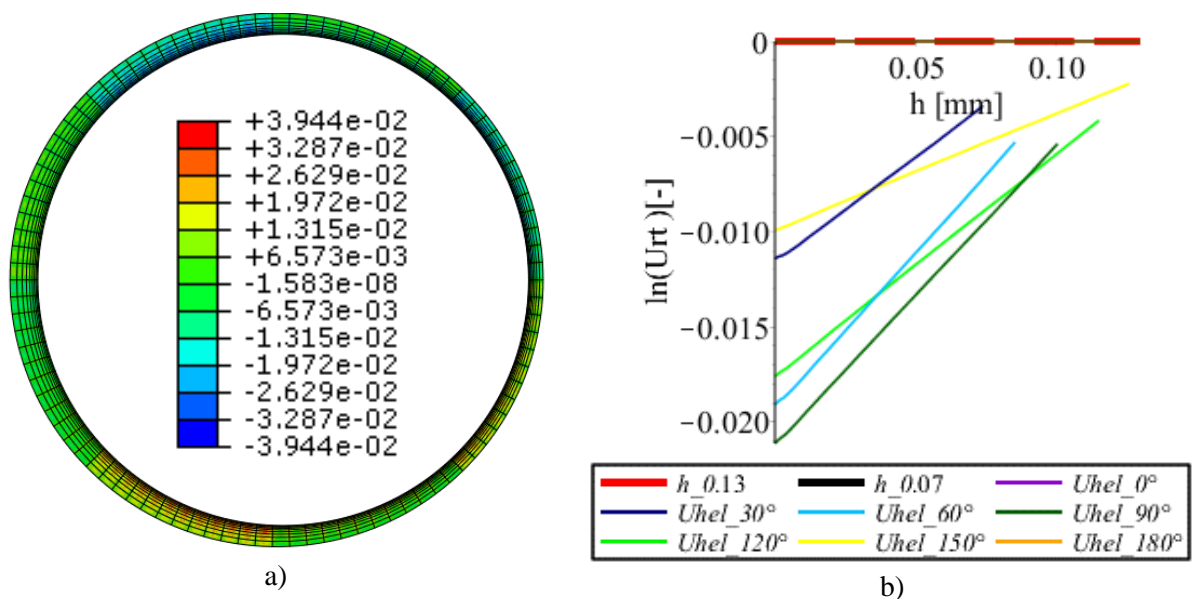 +3.944e-02
+3.287e-02
+2.629e-02
+1.972e-02
+1.315e-02
+6.573e-03
-1.583e-08
-6.573e-03
-1.315e-02
-1.972e-02
-2.629e-02
-3.287e-02
-3.944e-02
a)
0
0.05 0.10
h [mm]
−0.005
−0.010
−0.015
−0.020
ln(Urt )[-]
h_0.13 h_0.07 Uhel_0°
Uhel_30° Uhel_60° Uhel_90°
Uhel_120° Uhel_150° Uhel_180°
b)